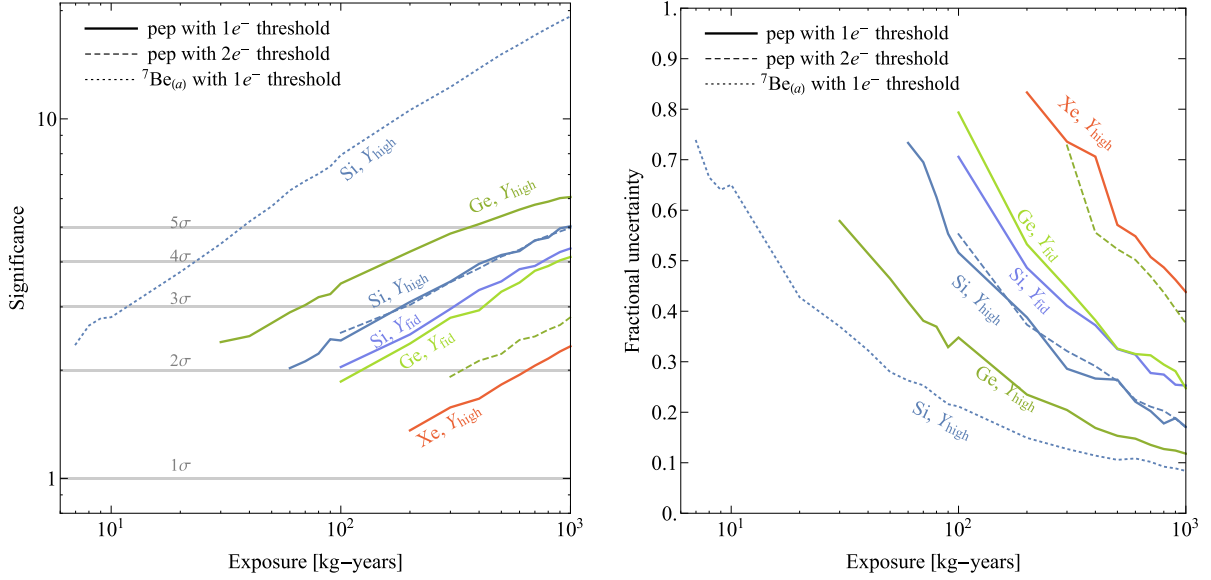 pep with 1e⁻ threshold
pep with 2e⁻ threshold
⁷Be(a) with 1e⁻ threshold
10
1
Significance
5σ
4σ
3σ
2σ
1σ
Si, Yhigh
Ge, Yhigh
Si, Yhigh
Si, Yfid
Ge, Yfid
Xe, Yhigh
10¹
10²
10³
Exposure [kg−years]
pep with 1e⁻ threshold
pep with 2e⁻ threshold
⁷Be(a) with 1e⁻ threshold
1.
0.9
0.8
0.7
0.6
0.5
0.4
0.3
0.2
0.1
0.
Fractional uncertainty
Xe, Yhigh
Ge, Yfid
Si, Yfid
Si, Yhigh
Ge, Yhigh
Si, Yhigh
10¹
10²
10³
Exposure [kg−years]